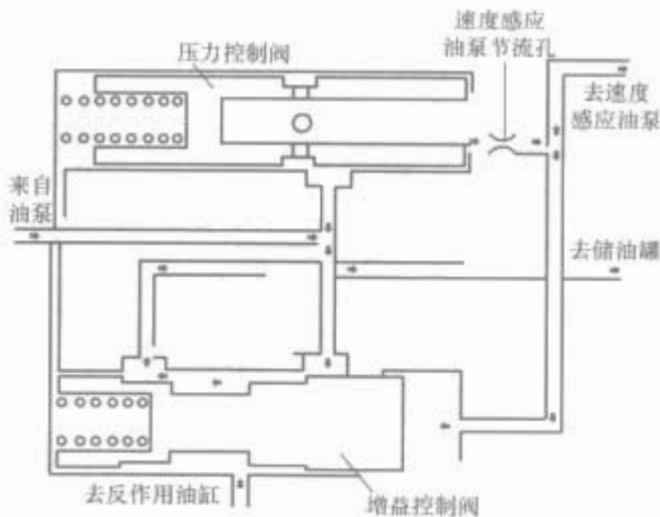 速度感应
油泵节流孔
压力控制阀
去速度
感应油泵
来自
油泵
去储油罐
去反作用油缸
增益控制阀